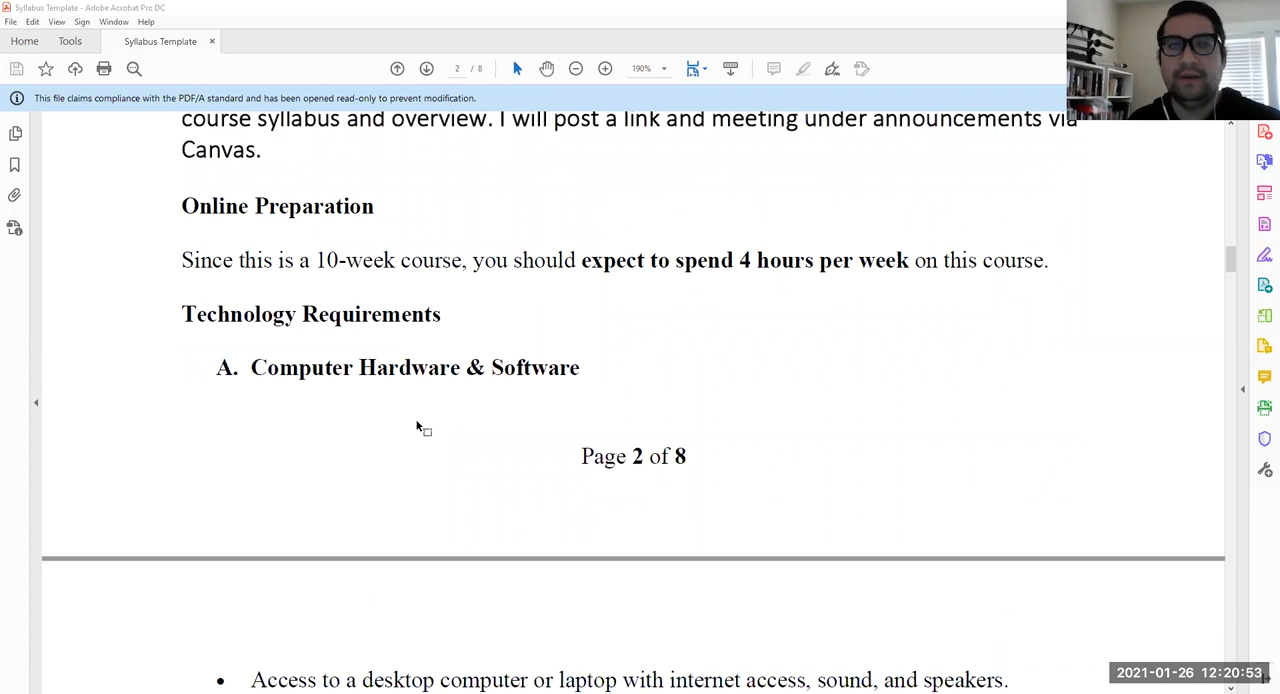 Syllabus Template - Adobe Acrobat Pro DC
File Edit View Sign Window Help
Home Tools Syllabus Template ×
2 / 8 190%
This file claims compliance with the PDF/A standard and has been opened read-only to prevent modification.
course syllabus and overview. I will post a link and meeting under announcements via
Canvas.
Online Preparation
Since this is a 10-week course, you should expect to spend 4 hours per week on this course.
Technology Requirements
A. Computer Hardware & Software
Page 2 of 8
• Access to a desktop computer or laptop with internet access, sound, and speakers.
2021-01-26 12:20:53